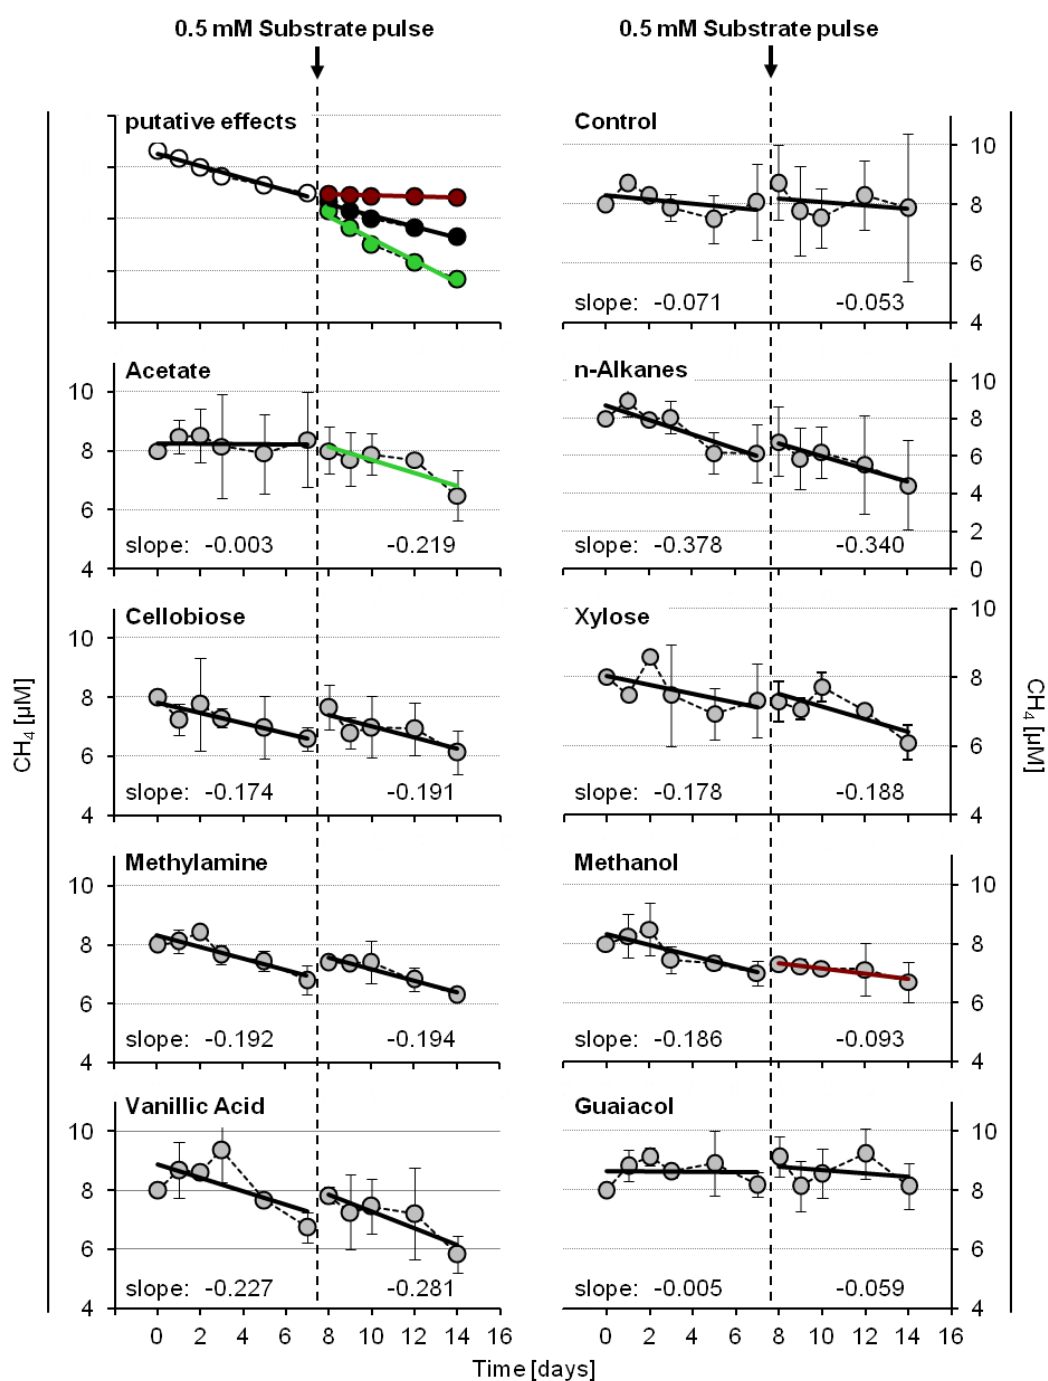 0.5 mM Substrate pulse
0.5 mM Substrate pulse
putative effects
Control
10
8
6
4
slope: -0.071 -0.053
Acetate
10
8
6
4
slope: -0.003 -0.219
n-Alkanes
10
8
6
4
2
0
slope: -0.378 -0.340
Cellobiose
10
8
6
4
slope: -0.174 -0.191
Xylose
10
8
6
4
slope: -0.178 -0.188
CH4 [µM]
CH4 [µM]
Methylamine
10
8
6
4
slope: -0.192 -0.194
Methanol
10
8
6
4
slope: -0.186 -0.093
Vanillic Acid
10
8
6
4
slope: -0.227 -0.281
Guaiacol
10
8
6
4
slope: -0.005 -0.059
0 2 4 6 8 10 12 14 16
0 2 4 6 8 10 12 14 16
Time [days]